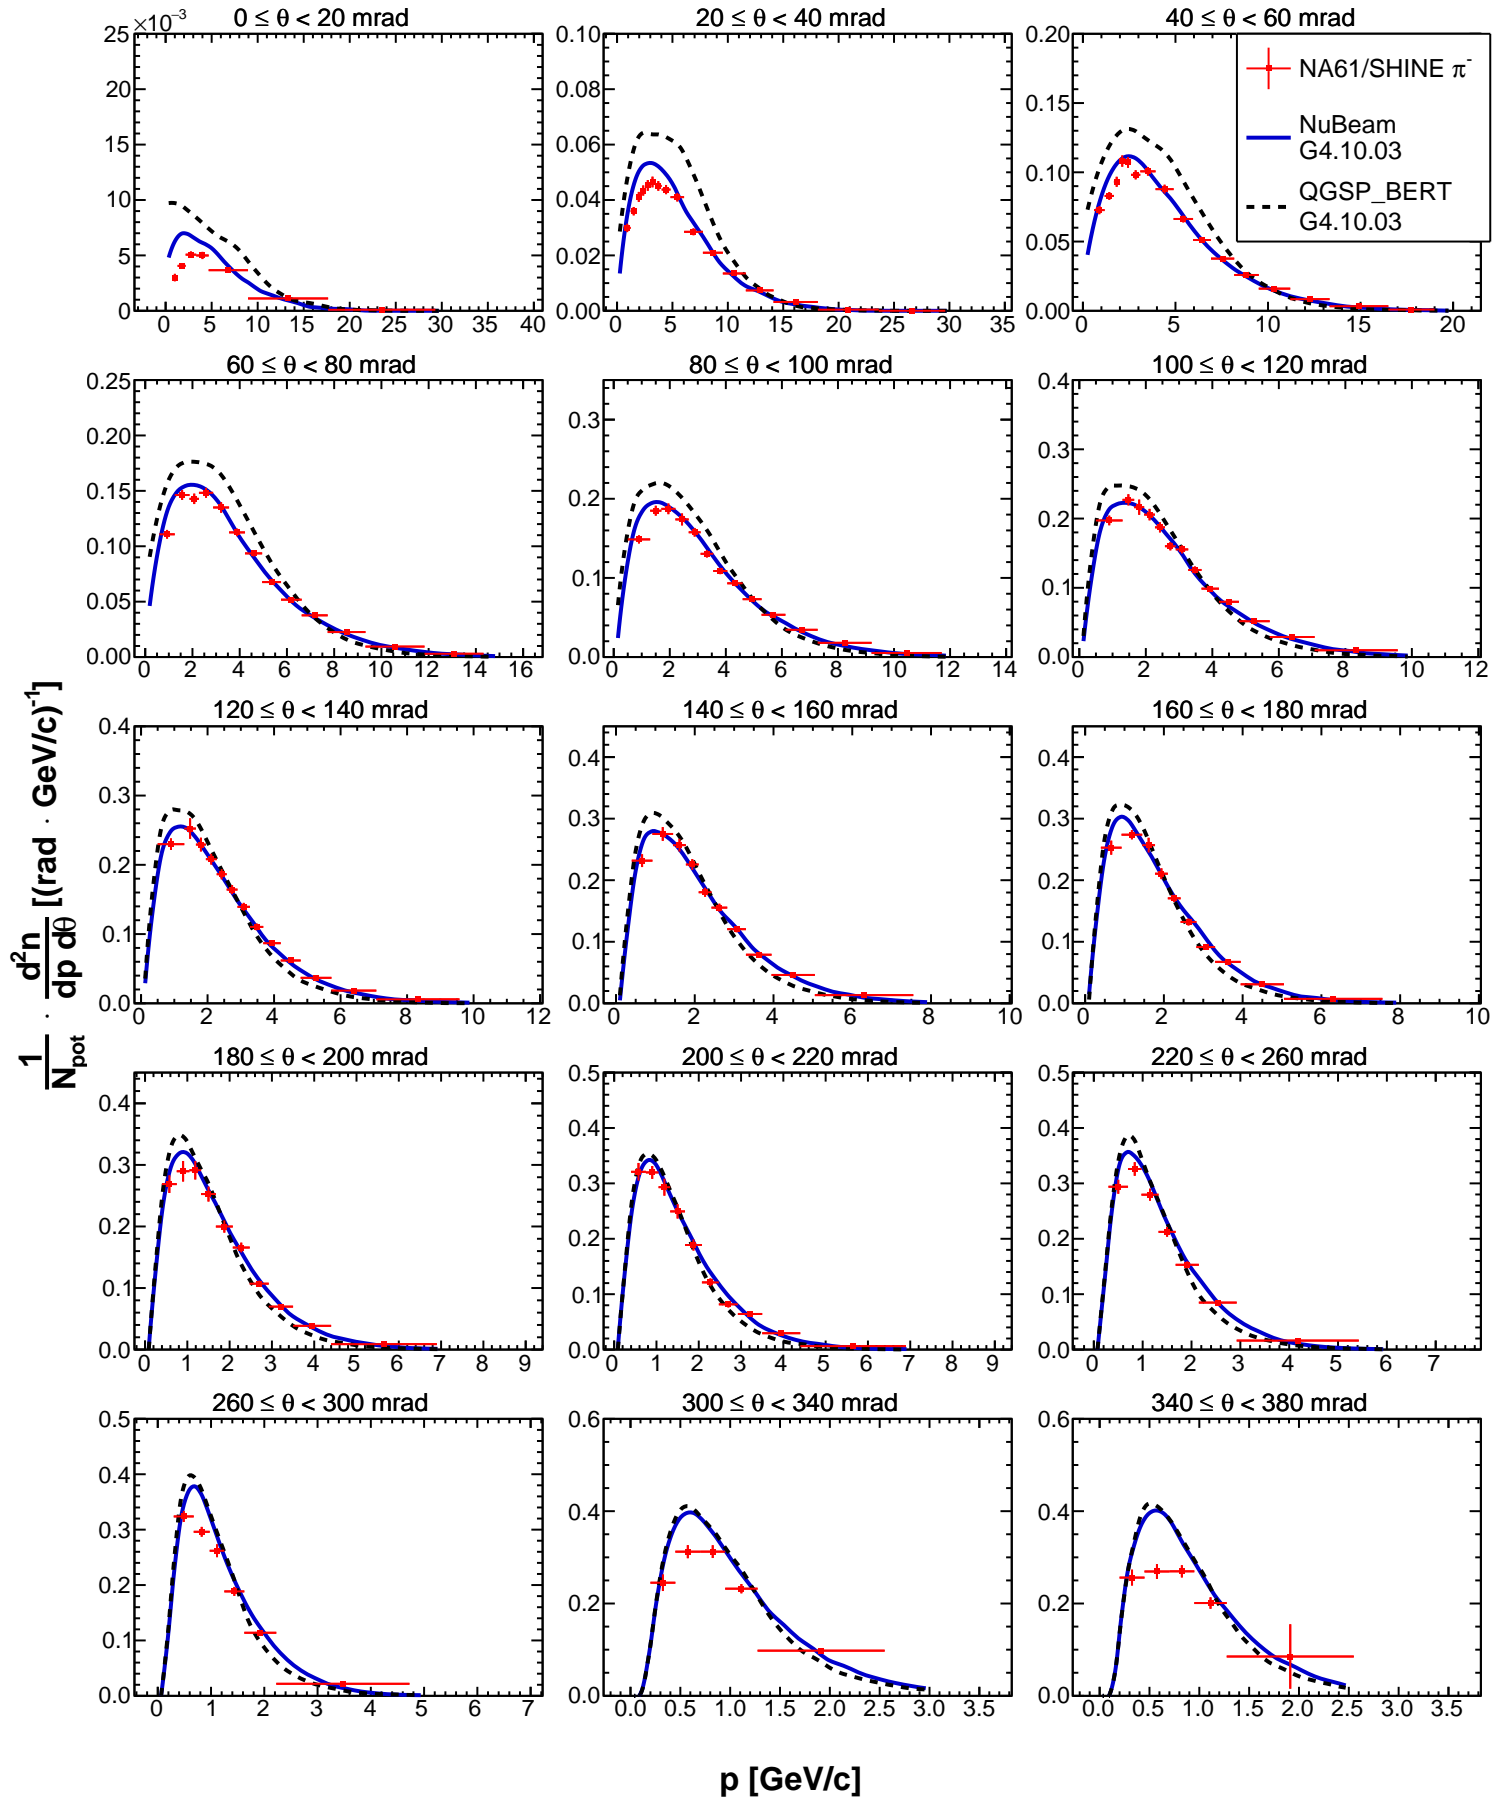 0 ≤ θ < 20 mrad
20 ≤ θ < 40 mrad
40 ≤ θ < 60 mrad
×10⁻³
25
20
15
10
5
0
0 5 10 15 20 25 30 35 40
0.10
0.08
0.06
0.04
0.02
0.00
0 5 10 15 20 25 30 35
0.20
0.15
0.10
0.05
0.00
0 5 10 15 20
NA61/SHINE π⁻
NuBeam
G4.10.03
QGSP_BERT
G4.10.03
60 ≤ θ < 80 mrad
80 ≤ θ < 100 mrad
100 ≤ θ < 120 mrad
0.25
0.20
0.15
0.10
0.05
0.00
0 2 4 6 8 10 12 14 16
0.3
0.2
0.1
0.0
0 2 4 6 8 10 12 14
0.4
0.3
0.2
0.1
0.0
0 2 4 6 8 10 12
120 ≤ θ < 140 mrad
140 ≤ θ < 160 mrad
160 ≤ θ < 180 mrad
0.4
0.3
0.2
0.1
0.0
0 2 4 6 8 10 12
0.4
0.3
0.2
0.1
0.0
0 2 4 6 8 10
0.4
0.3
0.2
0.1
0.0
0 2 4 6 8 10
180 ≤ θ < 200 mrad
200 ≤ θ < 220 mrad
220 ≤ θ < 260 mrad
0.4
0.3
0.2
0.1
0.0
0 1 2 3 4 5 6 7 8 9
0.5
0.4
0.3
0.2
0.1
0.0
0 1 2 3 4 5 6 7 8 9
0.5
0.4
0.3
0.2
0.1
0.0
0 1 2 3 4 5 6 7
260 ≤ θ < 300 mrad
300 ≤ θ < 340 mrad
340 ≤ θ < 380 mrad
0.5
0.4
0.3
0.2
0.1
0.0
0 1 2 3 4 5 6 7
0.6
0.4
0.2
0.0
0.0 0.5 1.0 1.5 2.0 2.5 3.0 3.5
0.6
0.4
0.2
0.0
0.0 0.5 1.0 1.5 2.0 2.5 3.0 3.5
1/N_pot · d²n/dp dθ [(rad · GeV/c)⁻¹]
p [GeV/c]